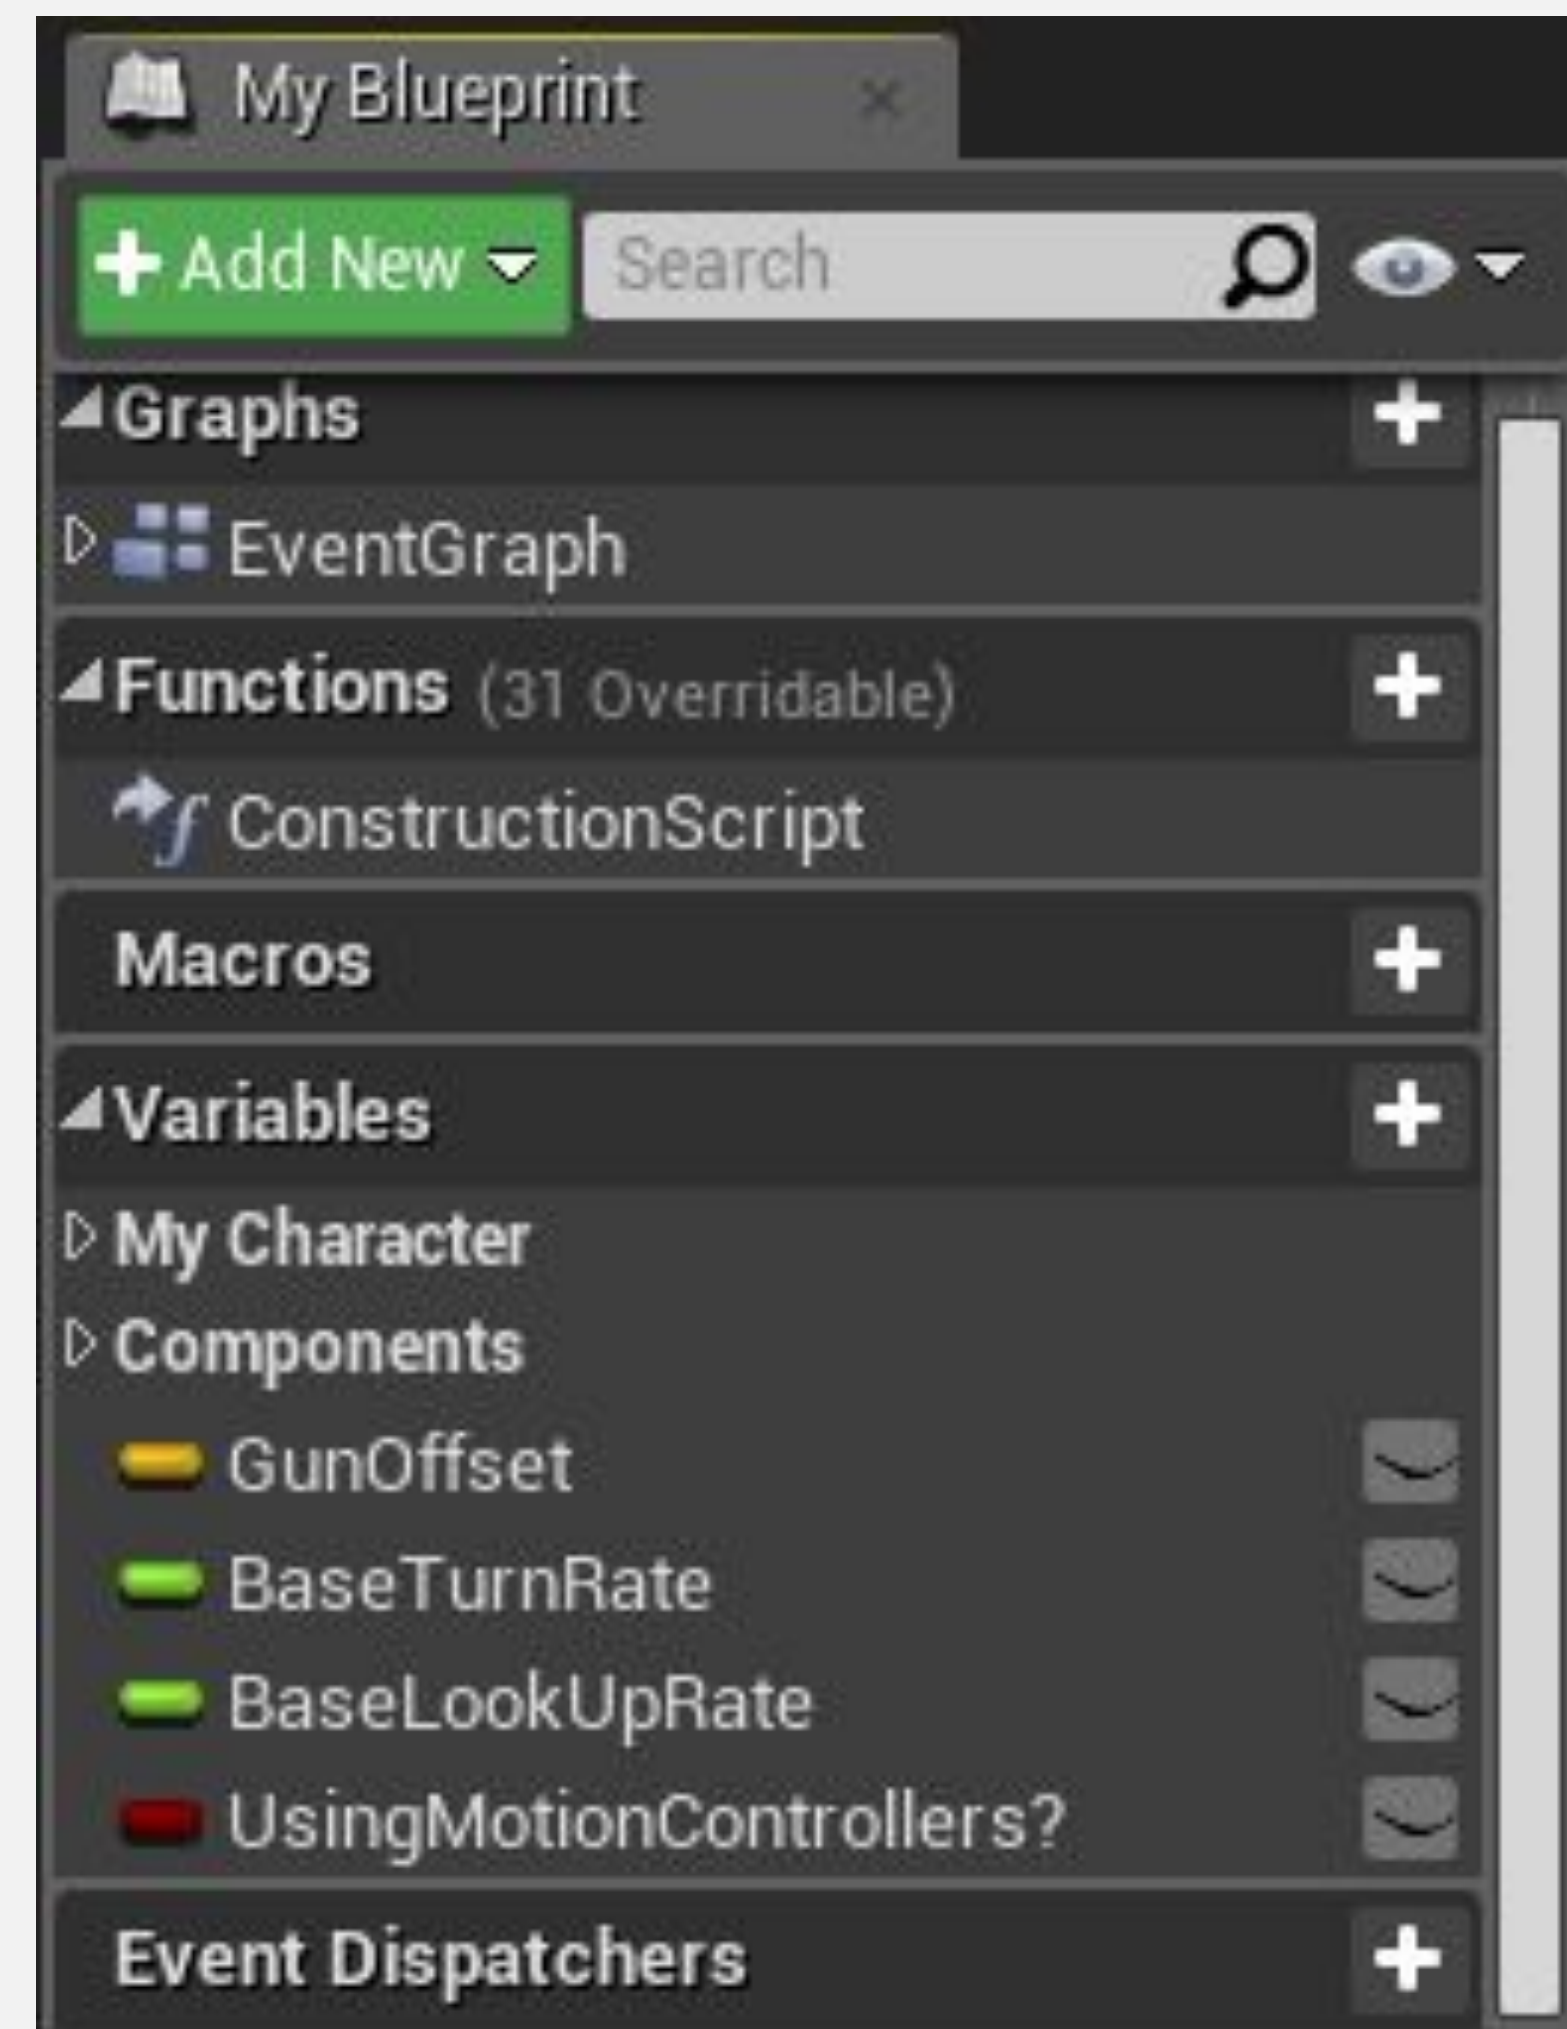 My Blueprint
Add New
Search
Graphs
EventGraph
Functions (31 Overridable)
ConstructionScript
Macros
Variables
My Character
Components
GunOffset
BaseTurnRate
BaseLookUpRate
UsingMotionControllers?
Event Dispatchers